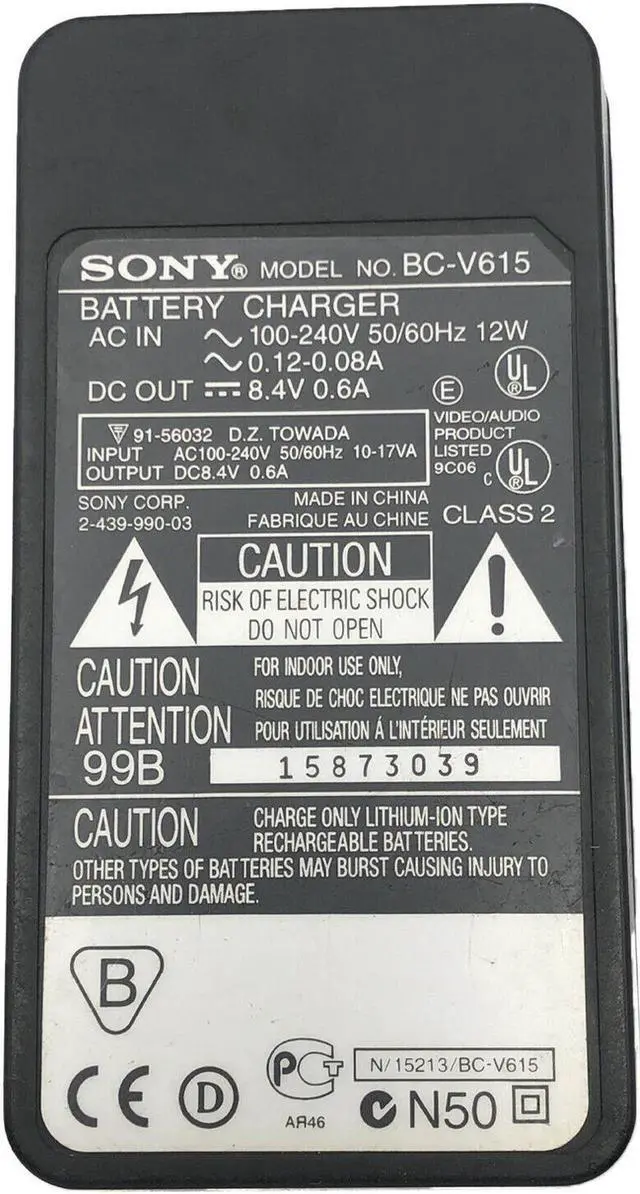 SONY® MODEL NO. BC-V615
BATTERY CHARGER
AC IN ~ 100-240V 50/60Hz 12W
~ 0.12-0.08A
DC OUT ⎓ 8.4V 0.6A
E
UL®
91-56032 D.Z. TOWADA
INPUT AC100-240V 50/60Hz 10-17VA
OUTPUT DC8.4V 0.6A
VIDEO/AUDIO
PRODUCT
LISTED
9C06
C UL®
SONY CORP.
2-439-990-03
MADE IN CHINA
FABRIQUE AU CHINE
CLASS 2
CAUTION
RISK OF ELECTRIC SHOCK
DO NOT OPEN
!
CAUTION FOR INDOOR USE ONLY,
RISQUE DE CHOC ELECTRIQUE NE PAS OUVRIR
ATTENTION POUR UTILISATION Á L'INTÉRIEUR SEULEMENT
99B 15873039
CAUTION CHARGE ONLY LITHIUM-ION TYPE
RECHARGEABLE BATTERIES.
OTHER TYPES OF BATTERIES MAY BURST CAUSING INJURY TO
PERSONS AND DAMAGE.
B
CE D
PCT
АЯ46
N/15213/BC-V615
N50